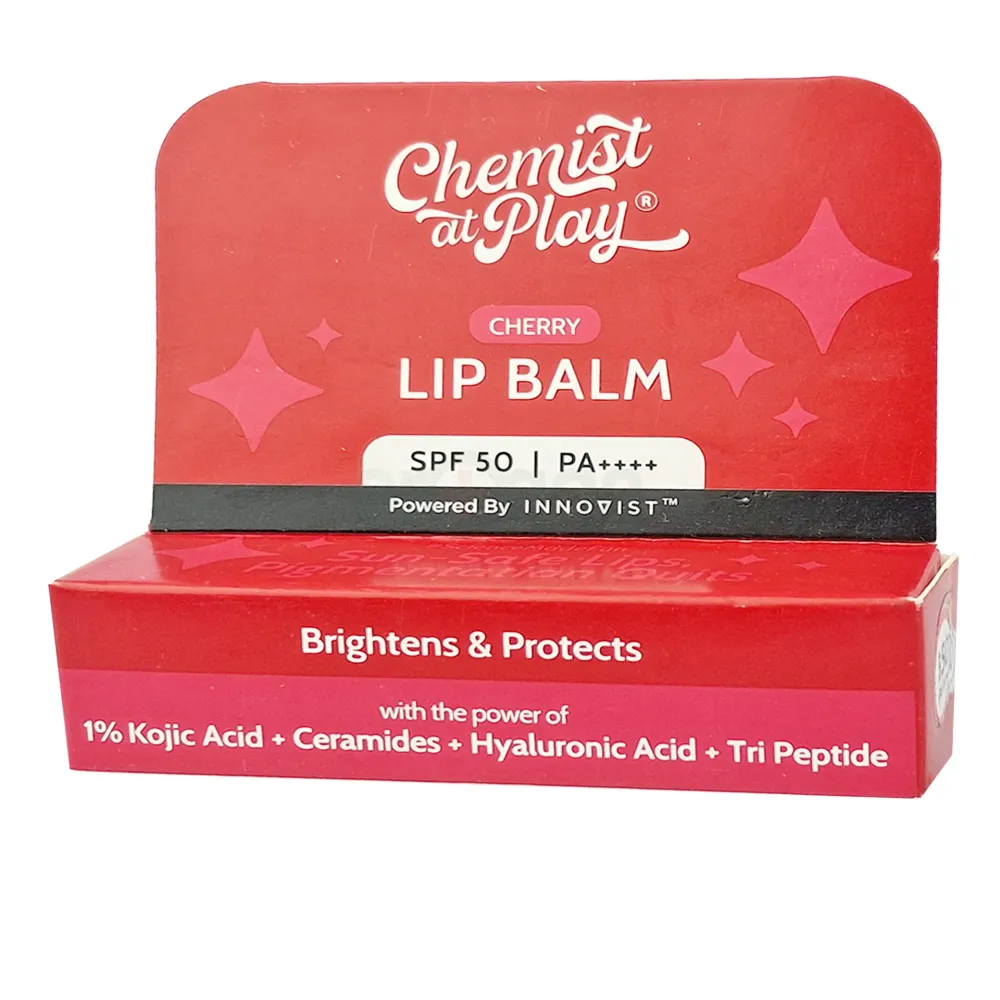 Chemist
at Play®
CHERRY
LIP BALM
SPF 50 | PA++++
Powered By INNOVIST™
Sun-Safe Lips,
Pigmentation Quits.
Brightens & Protects
with the power of
1% Kojic Acid + Ceramides + Hyaluronic Acid + Tri Peptide